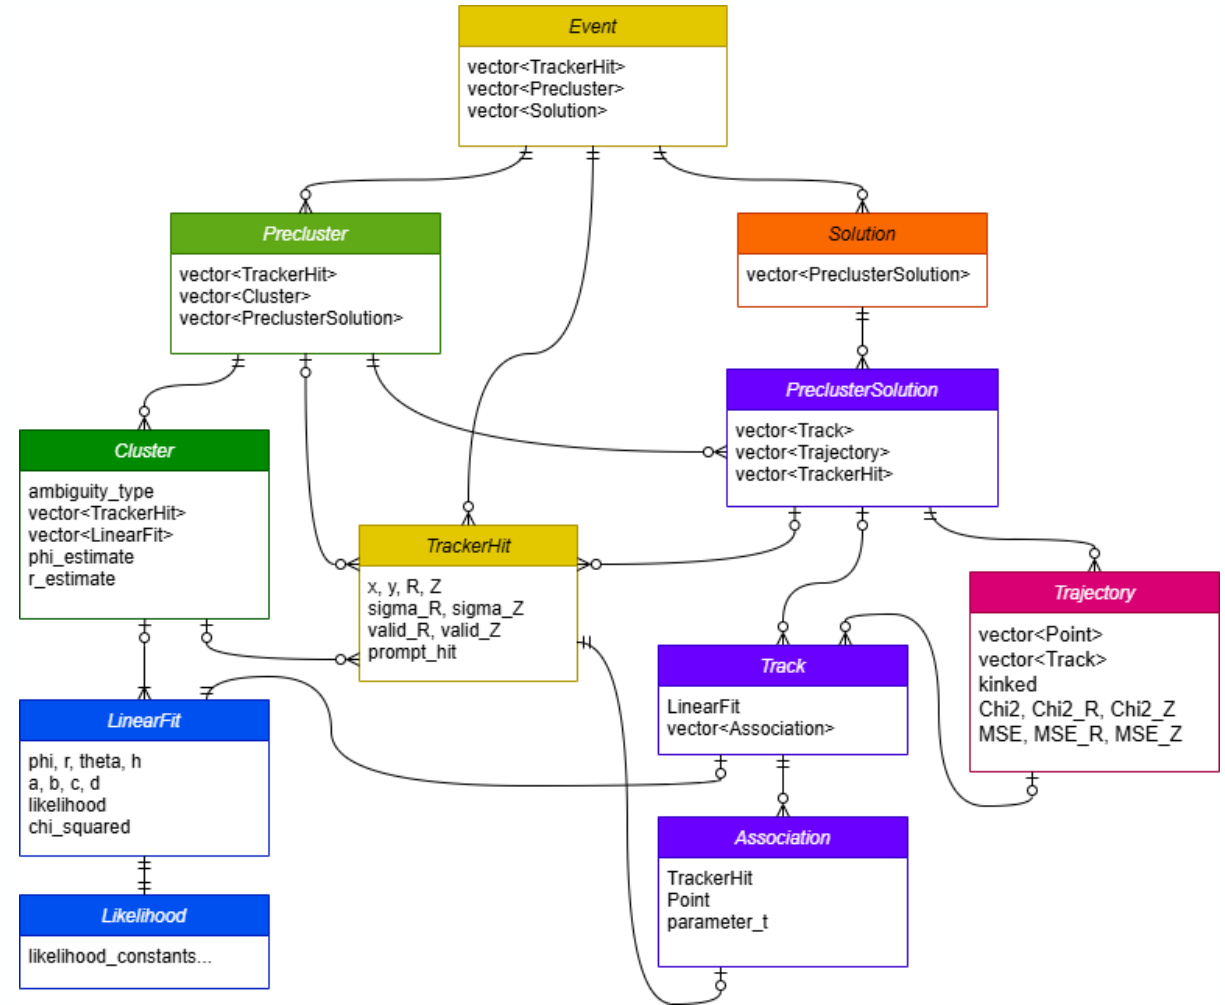 Event
vector<TrackerHit>
vector<Precluster>
vector<Solution>
Precluster
vector<TrackerHit>
vector<Cluster>
vector<PreclusterSolution>
Solution
vector<PreclusterSolution>
PreclusterSolution
vector<Track>
vector<Trajectory>
vector<TrackerHit>
Cluster
ambiguity_type
vector<TrackerHit>
vector<LinearFit>
phi_estimate
r_estimate
TrackerHit
x, y, R, Z
sigma_R, sigma_Z
valid_R, valid_Z
prompt_hit
Trajectory
vector<Point>
vector<Track>
kinked
Chi2, Chi2_R, Chi2_Z
MSE, MSE_R, MSE_Z
Track
LinearFit
vector<Association>
LinearFit
phi, r, theta, h
a, b, c, d
likelihood
chi_squared
Association
TrackerHit
Point
parameter_t
Likelihood
likelihood_constants...